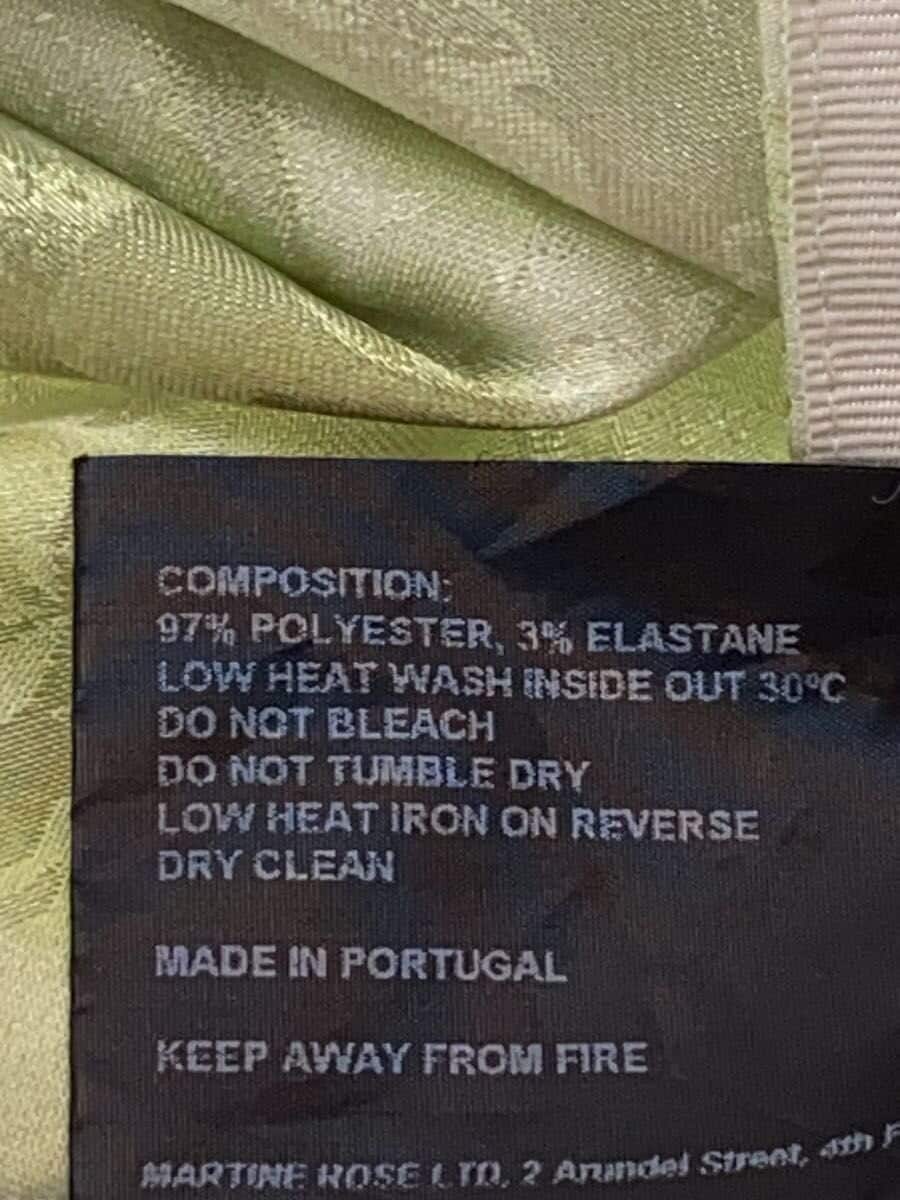 COMPOSITION:
97% POLYESTER, 3% ELASTANE
LOW HEAT WASH INSIDE OUT 30°C
DO NOT BLEACH
DO NOT TUMBLE DRY
LOW HEAT IRON ON REVERSE
DRY CLEAN
MADE IN PORTUGAL
KEEP AWAY FROM FIRE
MARTINE ROSE LTD, 2 Arundel Street, 4th